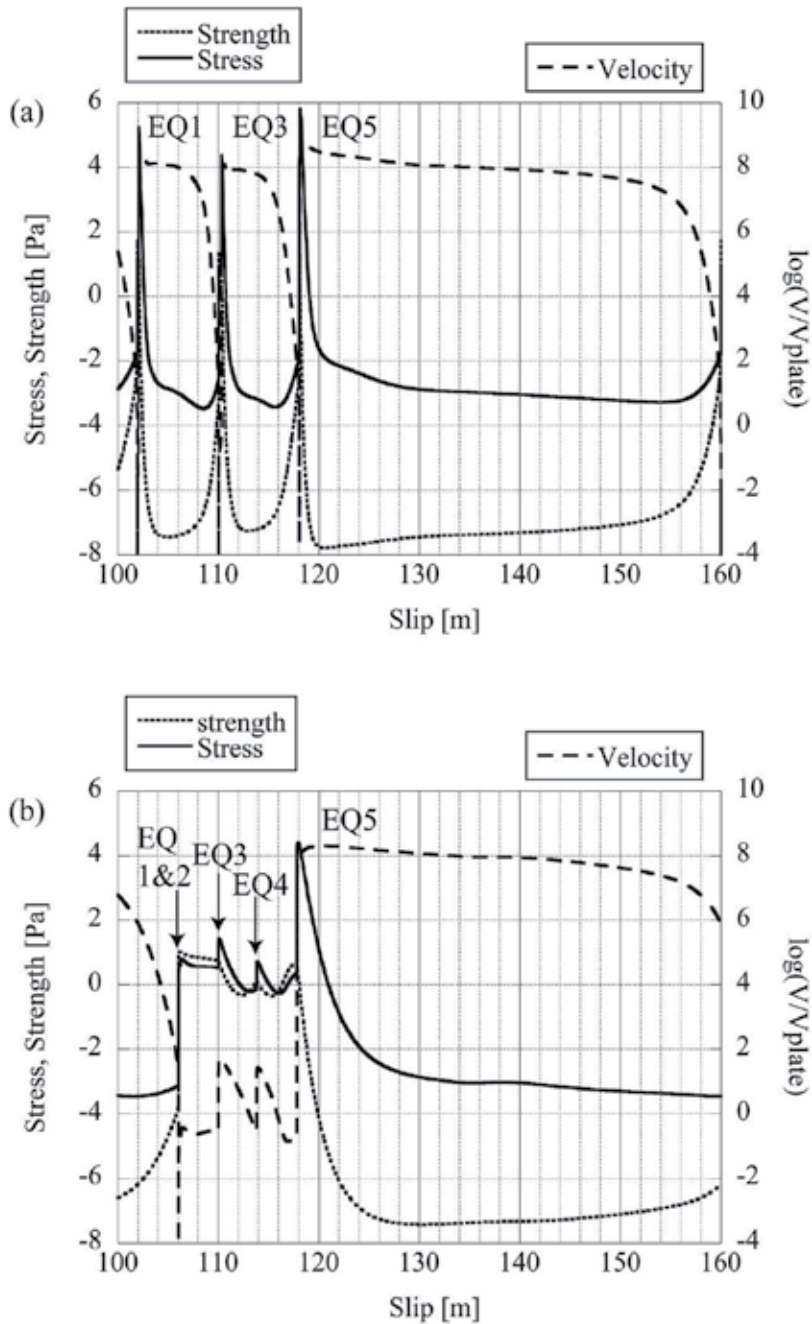 Strength
Stress
Velocity
(a)
EQ1
EQ3
EQ5
6
4
2
0
-2
-4
-6
-8
10
8
6
4
2
0
-2
-4
Stress, Strength [Pa]
log(V/Vplate)
100
110
120
130
140
150
160
Slip [m]
strength
Stress
Velocity
(b)
EQ
1&2
EQ3
EQ4
EQ5
6
4
2
0
-2
-4
-6
-8
10
8
6
4
2
0
-2
-4
Stress, Strength [Pa]
log(V/Vplate)
100
110
120
130
140
150
160
Slip [m]